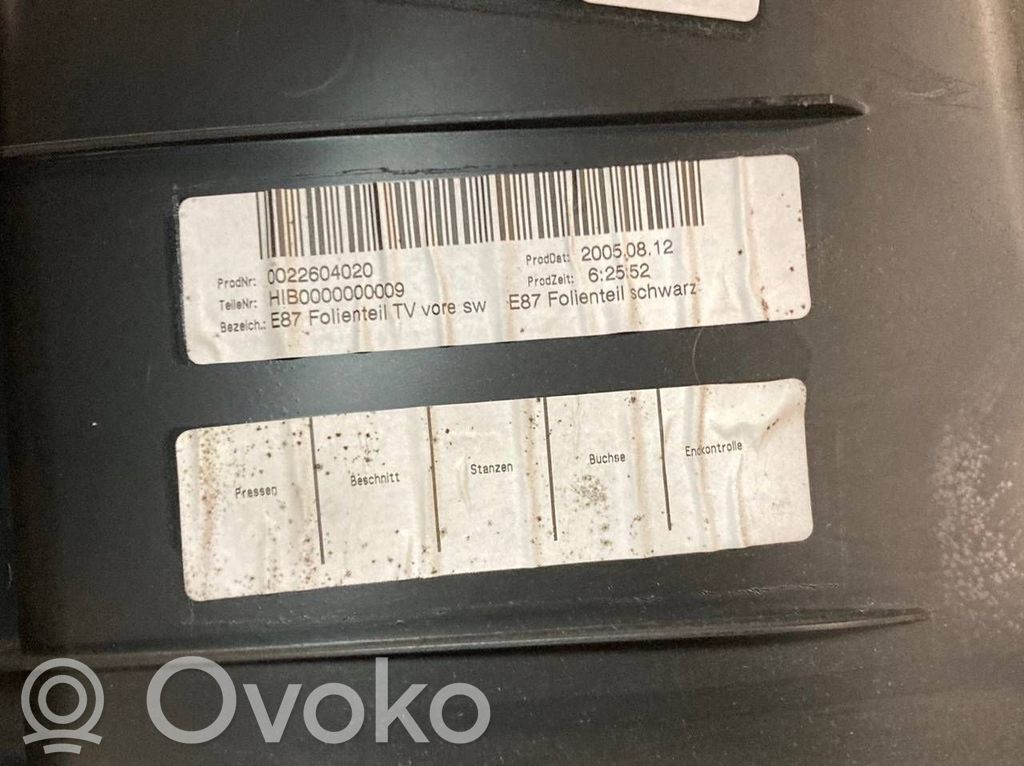 ProdNr: 0022604020 ProdDat: 2005.08.12
TeileNr: HIB0000000009 ProdZeit: 6:25:52
Bezeich.: E87 Folienteil TV vore sw E87 Folienteil schwarz
Pressen Beschnitt Stanzen Buchse Endkontrolle
Ovoko